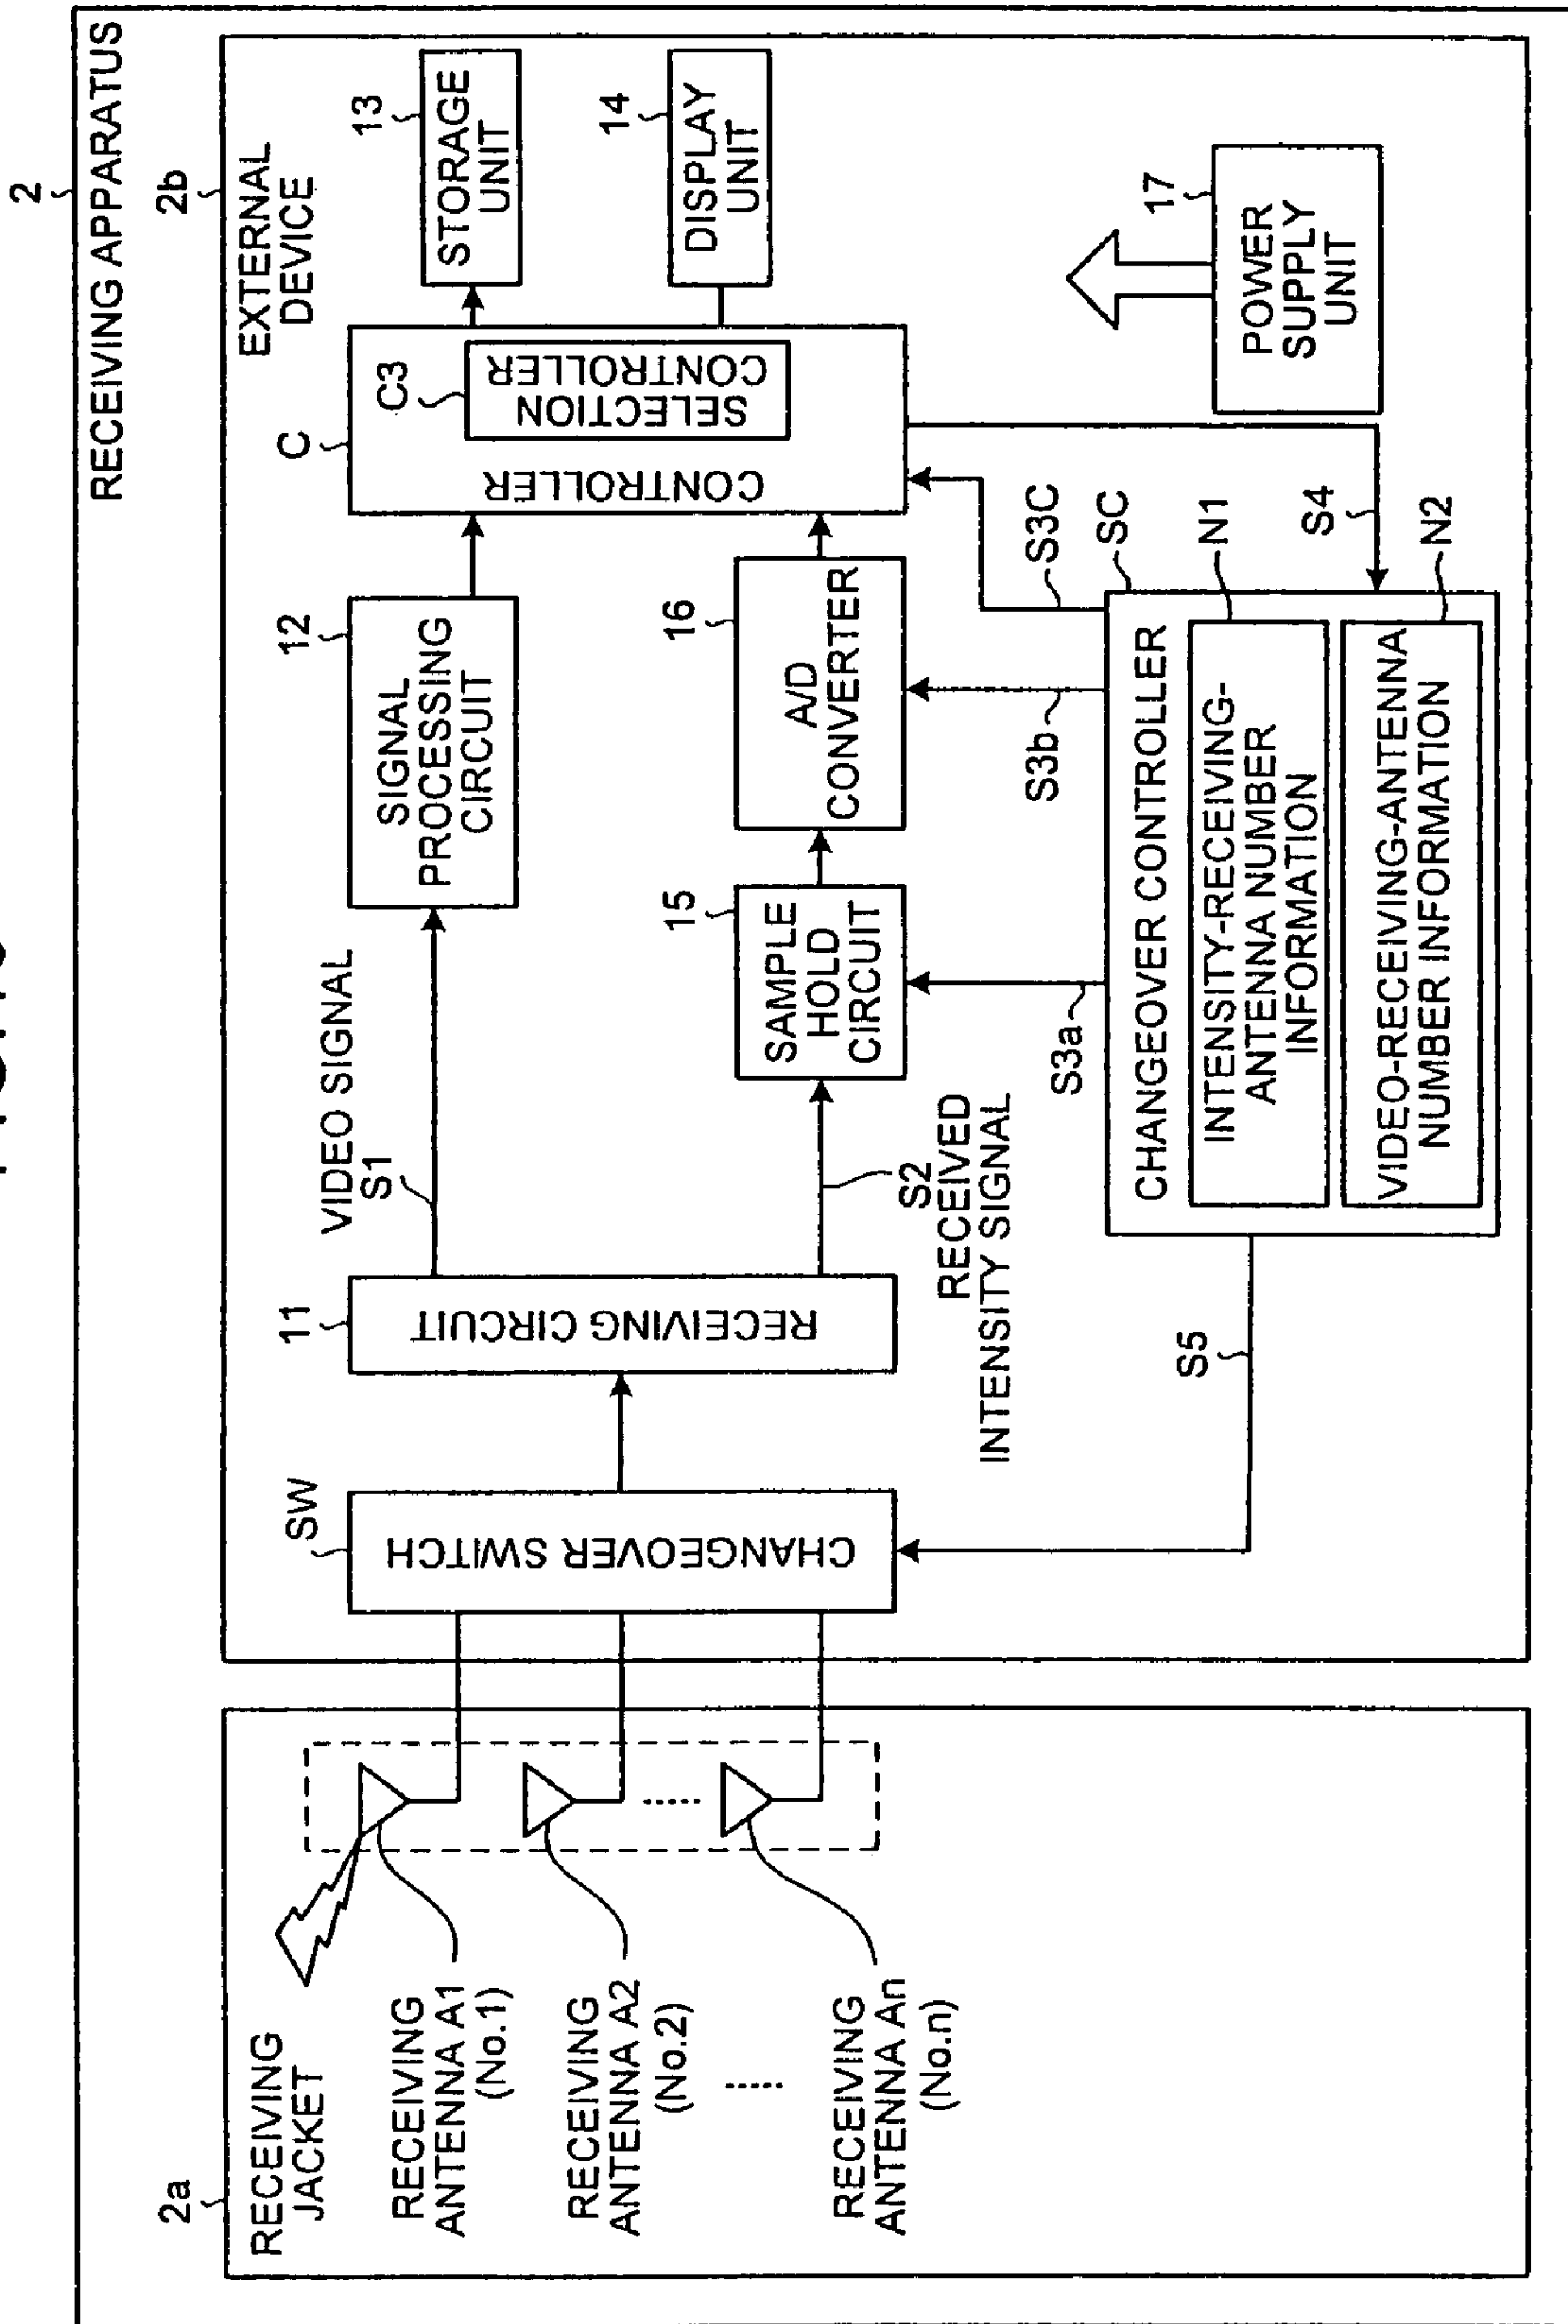 2
RECEIVING APPARATUS
2a
RECEIVING
JACKET
RECEIVING
ANTENNA A1
(No.1)
RECEIVING
ANTENNA A2
(No.2)
RECEIVING
ANTENNA An
(No.n)
2b
EXTERNAL
DEVICE
SW
CHANGEOVER SWITCH
11
RECEIVING CIRCUIT
VIDEO SIGNAL
S1
S2
RECEIVED
INTENSITY SIGNAL
12
SIGNAL
PROCESSING
CIRCUIT
15
SAMPLE
HOLD
CIRCUIT
16
A/D
CONVERTER
C
CONTROLLER
C3
SELECTION
CONTROLLER
13
STORAGE
UNIT
14
DISPLAY
UNIT
17
POWER
SUPPLY
UNIT
S3a
S3b
S3C
SC
N1
S4
N2
S5
CHANGEOVER CONTROLLER
INTENSITY-RECEIVING-
ANTENNA NUMBER
INFORMATION
VIDEO-RECEIVING-ANTENNA
NUMBER INFORMATION